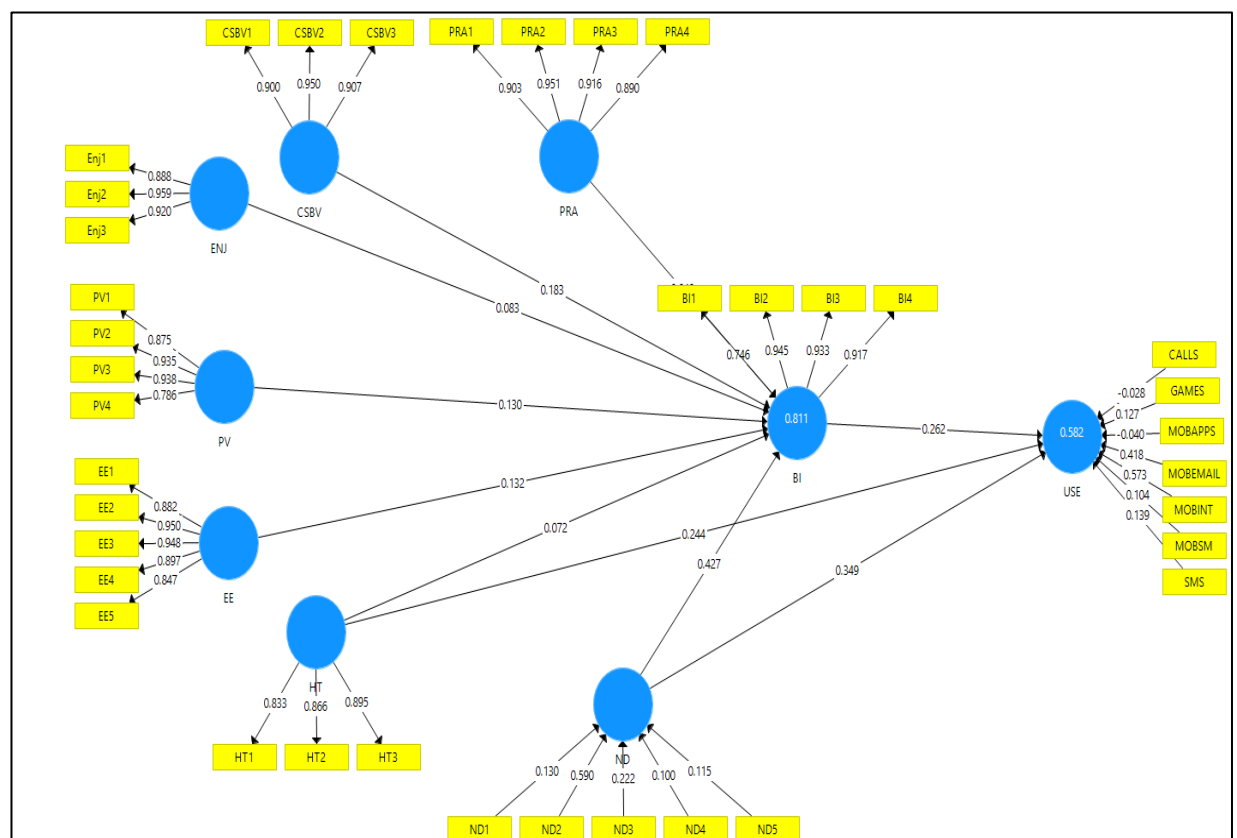 CSBV1 CSBV2 CSBV3 PRA1 PRA2 PRA3 PRA4
0.900 0.950 0.907 0.903 0.951 0.916 0.890
CSBV
PRA
Enj1
Enj2
Enj3
0.888
0.959
0.920
ENJ
0.183
0.083
PV1
PV2
PV3
PV4
0.875
0.935
0.938
0.786
PV
0.130
BI1 BI2 BI3 BI4
0.746 0.945 0.933 0.917
0.811
BI
0.262
0.582
USE
CALLS
GAMES
MOBAPPS
MOBEMAIL
MOBINT
MOBSM
SMS
-0.028
0.127
-0.040
0.418
0.573
0.104
0.139
EE1
EE2
EE3
EE4
EE5
0.882
0.950
0.948
0.897
0.847
EE
0.132
0.072
0.244
0.427
0.349
HT
0.833 0.866 0.895
HT1 HT2 HT3
ND
0.130 0.590 0.222 0.100 0.115
ND1 ND2 ND3 ND4 ND5